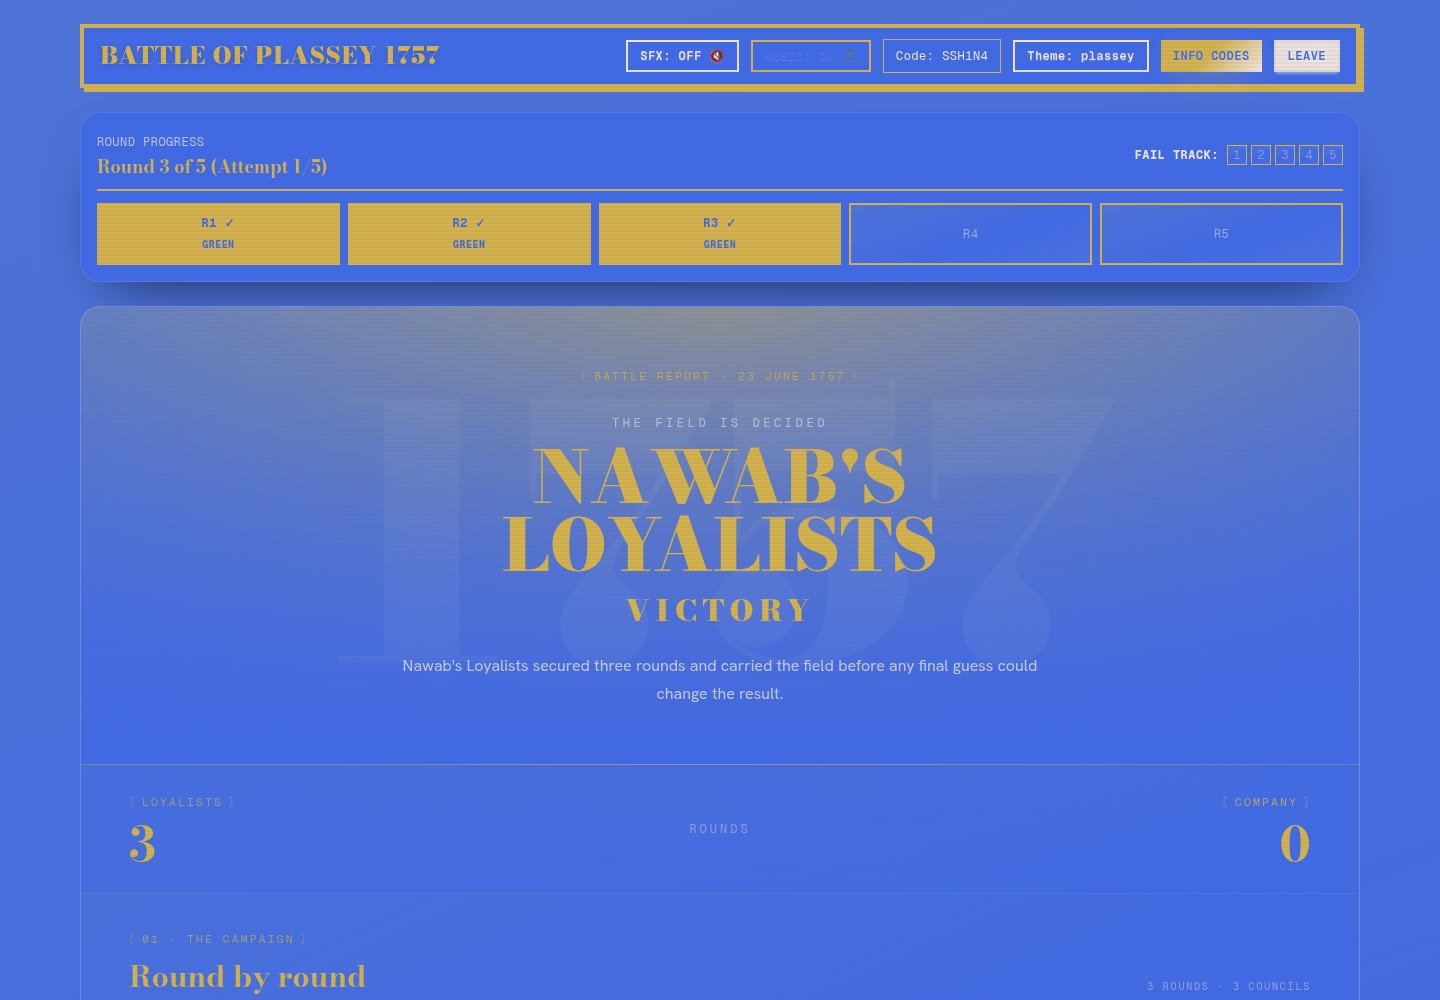 BATTLE OF PLASSEY 1757
SFX: OFF 🔇
MUSIC: ON 🎵
Code: SSH1N4
Theme: plassey
INFO CODES
LEAVE
ROUND PROGRESS
Round 3 of 5 (Attempt 1/5)
FAIL TRACK: 1 2 3 4 5
R1 ✓
GREEN
R2 ✓
GREEN
R3 ✓
GREEN
R4
R5
1757
[ BATTLE REPORT · 23 JUNE 1757 ]
THE FIELD IS DECIDED
NAWAB'S
LOYALISTS
VICTORY
Nawab's Loyalists secured three rounds and carried the field before any final guess could
change the result.
[ LOYALISTS ]
3
ROUNDS
[ COMPANY ]
0
[ 01 · THE CAMPAIGN ]
Round by round
3 ROUNDS · 3 COUNCILS